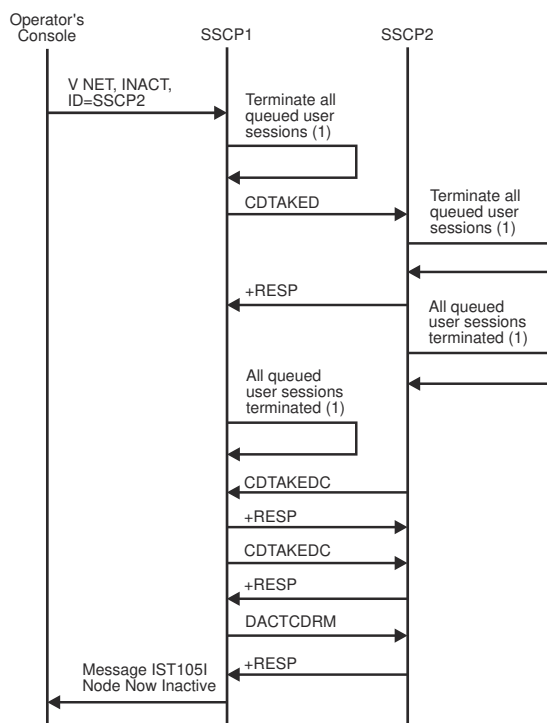 Operator's
Console
SSCP1
SSCP2
V NET, INACT,
ID=SSCP2
Terminate all
queued user
sessions (1)
CDTAKED
Terminate all
queued user
sessions (1)
+RESP
All queued
user sessions
terminated (1)
All queued
user sessions
terminated (1)
CDTAKEDC
+RESP
CDTAKEDC
+RESP
DACTCDRM
+RESP
Message IST105I
Node Now Inactive